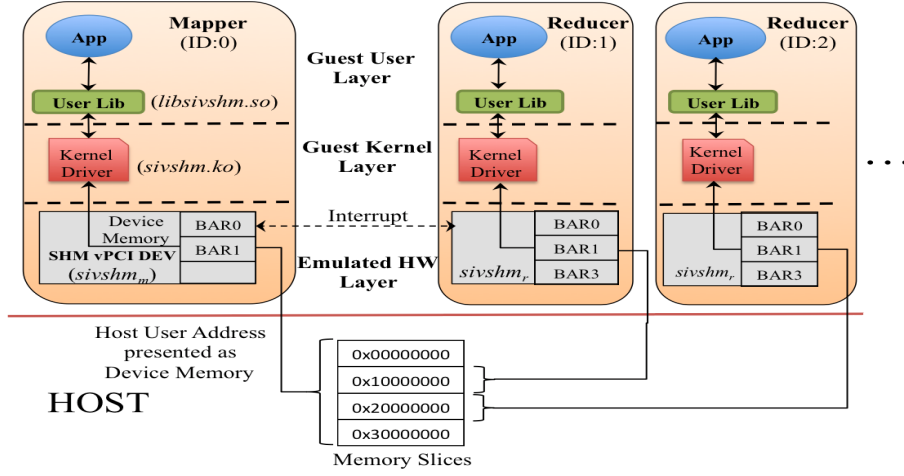 Mapper
(ID:0)
App
User Lib
(libsivshm.so)
Kernel
Driver
(sivshm.ko)
Device
Memory
SHM vPCI DEV
(sivshm_m)
BAR0
BAR1
Guest User
Layer
Guest Kernel
Layer
Interrupt
Emulated HW
Layer
Reducer
(ID:1)
App
User Lib
Kernel
Driver
sivshm_r
BAR0
BAR1
BAR3
Reducer
(ID:2)
App
User Lib
Kernel
Driver
sivshm_r
BAR0
BAR1
BAR3
. . .
Host User Address
presented as
Device Memory
HOST
0x00000000
0x10000000
0x20000000
0x30000000
Memory Slices